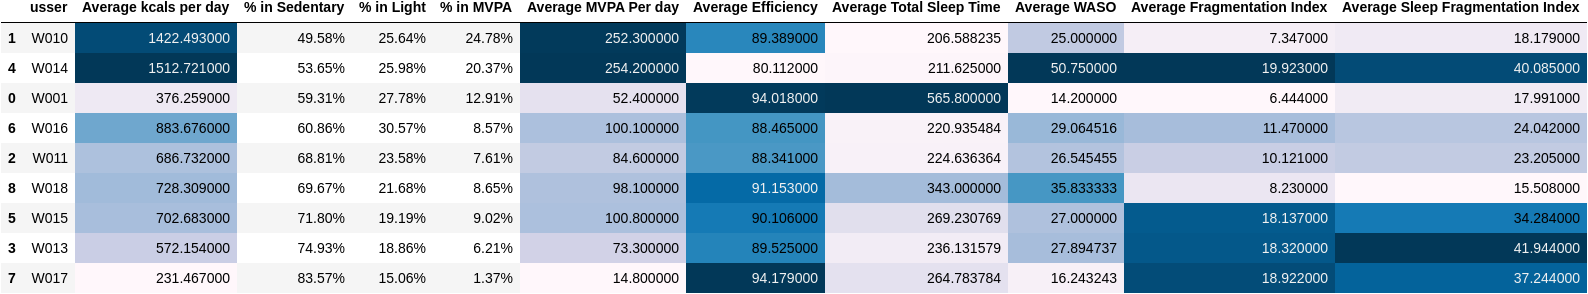 usser Average kcals per day % in Sedentary % in Light % in MVPA Average MVPA Per day Average Efficiency Average Total Sleep Time Average WASO Average Fragmentation Index Average Sleep Fragmentation Index
1 W010 1422.493000 49.58% 25.64% 24.78% 252.300000 89.389000 206.588235 25.000000 7.347000 18.179000
4 W014 1512.721000 53.65% 25.98% 20.37% 254.200000 80.112000 211.625000 50.750000 19.923000 40.085000
0 W001 376.259000 59.31% 27.78% 12.91% 52.400000 94.018000 565.800000 14.200000 6.444000 17.991000
6 W016 883.676000 60.86% 30.57% 8.57% 100.100000 88.465000 220.935484 29.064516 11.470000 24.042000
2 W011 686.732000 68.81% 23.58% 7.61% 84.600000 88.341000 224.636364 26.545455 10.121000 23.205000
8 W018 728.309000 69.67% 21.68% 8.65% 98.100000 91.153000 343.000000 35.833333 8.230000 15.508000
5 W015 702.683000 71.80% 19.19% 9.02% 100.800000 90.106000 269.230769 27.000000 18.137000 34.284000
3 W013 572.154000 74.93% 18.86% 6.21% 73.300000 89.525000 236.131579 27.894737 18.320000 41.944000
7 W017 231.467000 83.57% 15.06% 1.37% 14.800000 94.179000 264.783784 16.243243 18.922000 37.244000